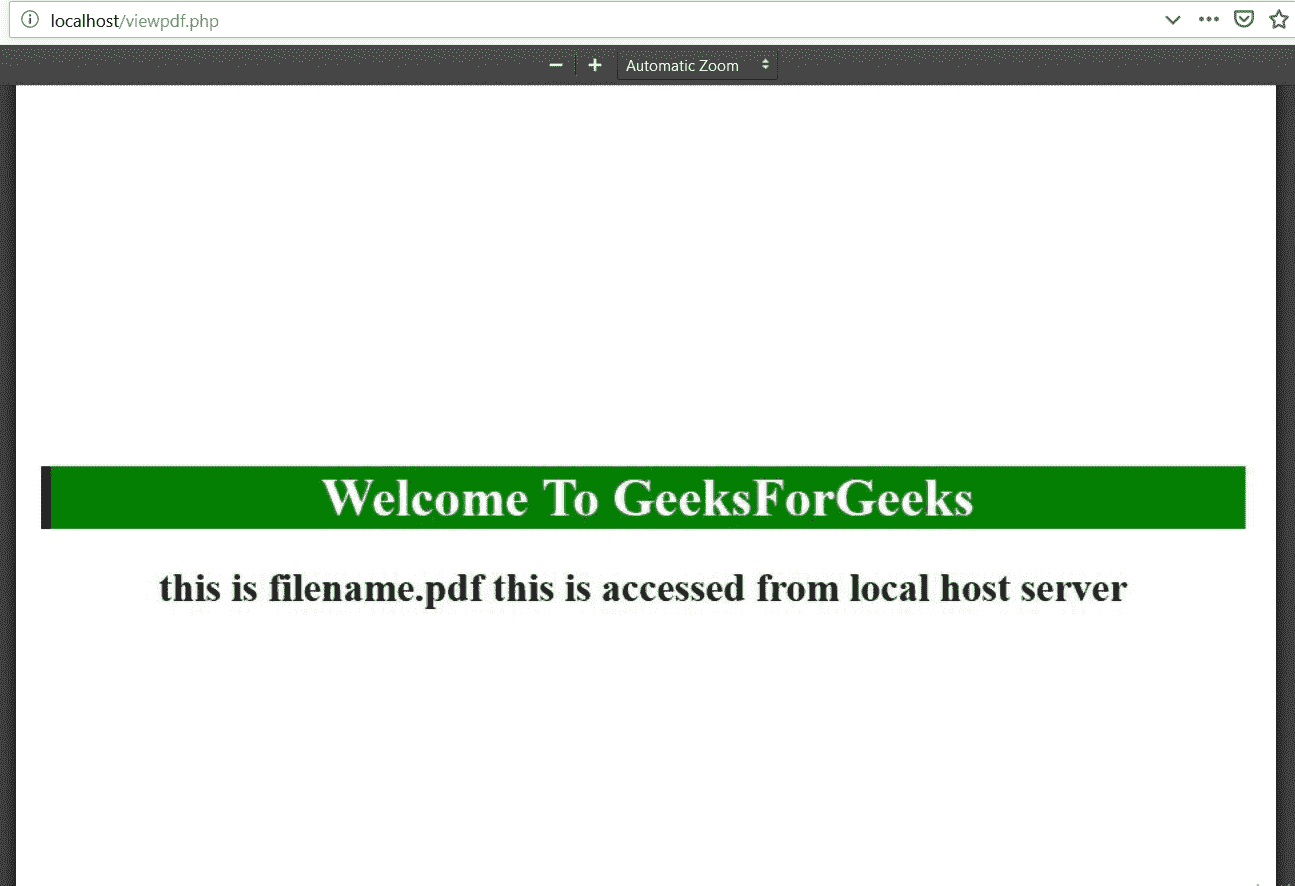 localhost/viewpdf.php
Automatic Zoom
Welcome To GeeksForGeeks
this is filename.pdf this is accessed from local host server